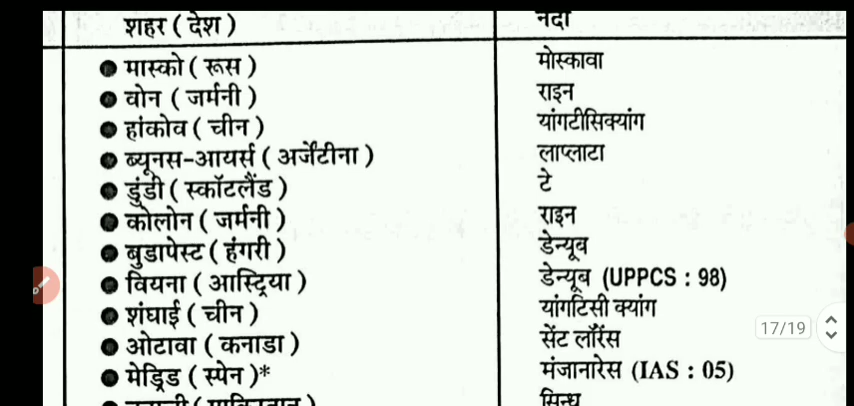 शहर ( देश ) नदी
● मास्को ( रूस ) मोस्कावा
● वोन ( जर्मनी ) राइन
● हांकोव ( चीन ) यांगटीसिक्यांग
● ब्यूनस-आयर्स ( अर्जेंटीना ) लाप्लाटा
● डुंडी ( स्कॉटलैंड ) टे
● कोलोन ( जर्मनी ) राइन
● बुडापेस्ट ( हंगरी ) डेन्यूब
● वियना ( आस्ट्रिया ) डेन्यूब (UPPCS : 98)
● शंघाई ( चीन ) यांगटिसी क्यांग
● ओटावा ( कनाडा ) सेंट लॉरेंस
● मेड्रिड ( स्पेन )* मंजानारेस (IAS : 05)
सिन्ध
17/19